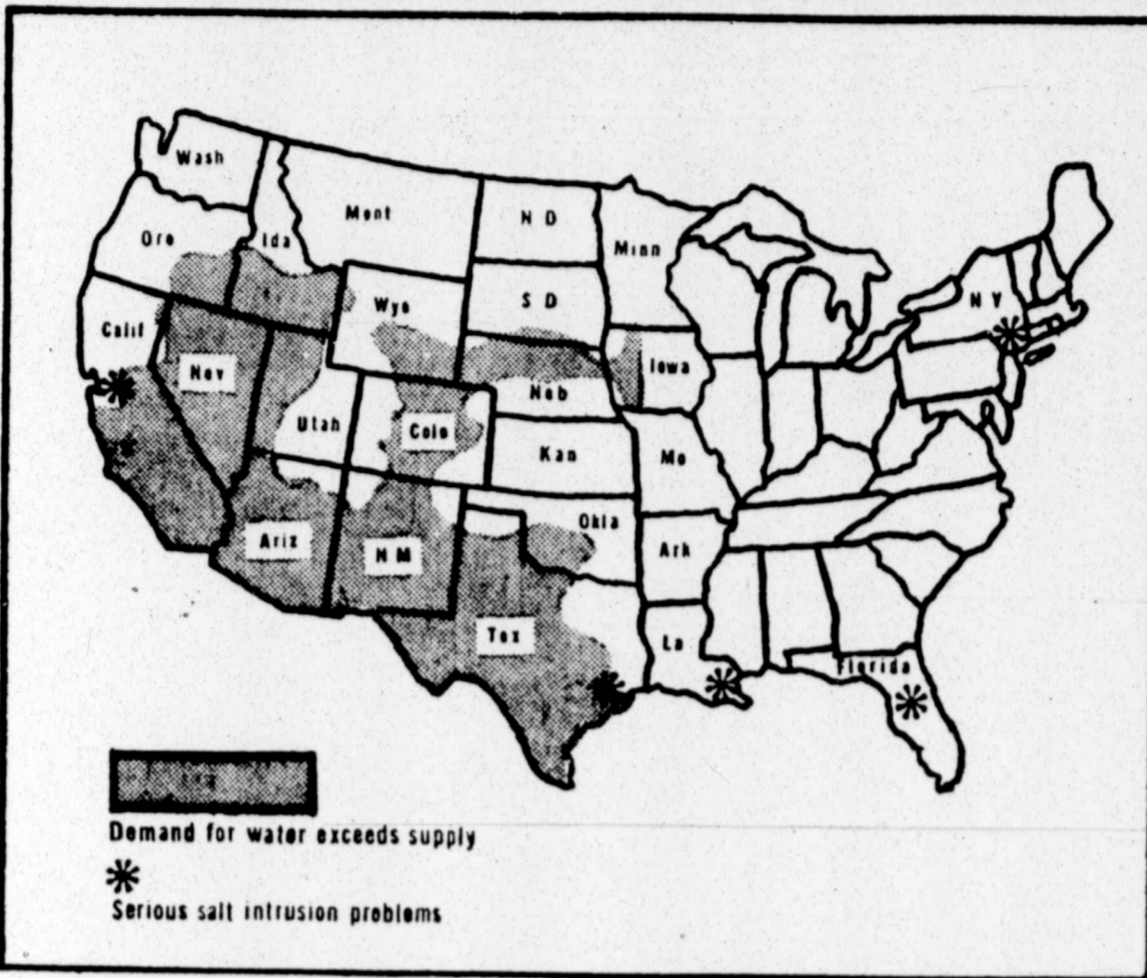 Wash
Mont
N D
Minn
Ore
Ida
S D
Wyo
N Y
Calif
Nev
Iowa
Neb
Utah
Colo
Kan
Mo
Okla
Ariz
N M
Ark
Tex
La
Florida
Demand for water exceeds supply
Serious salt intrusion problems